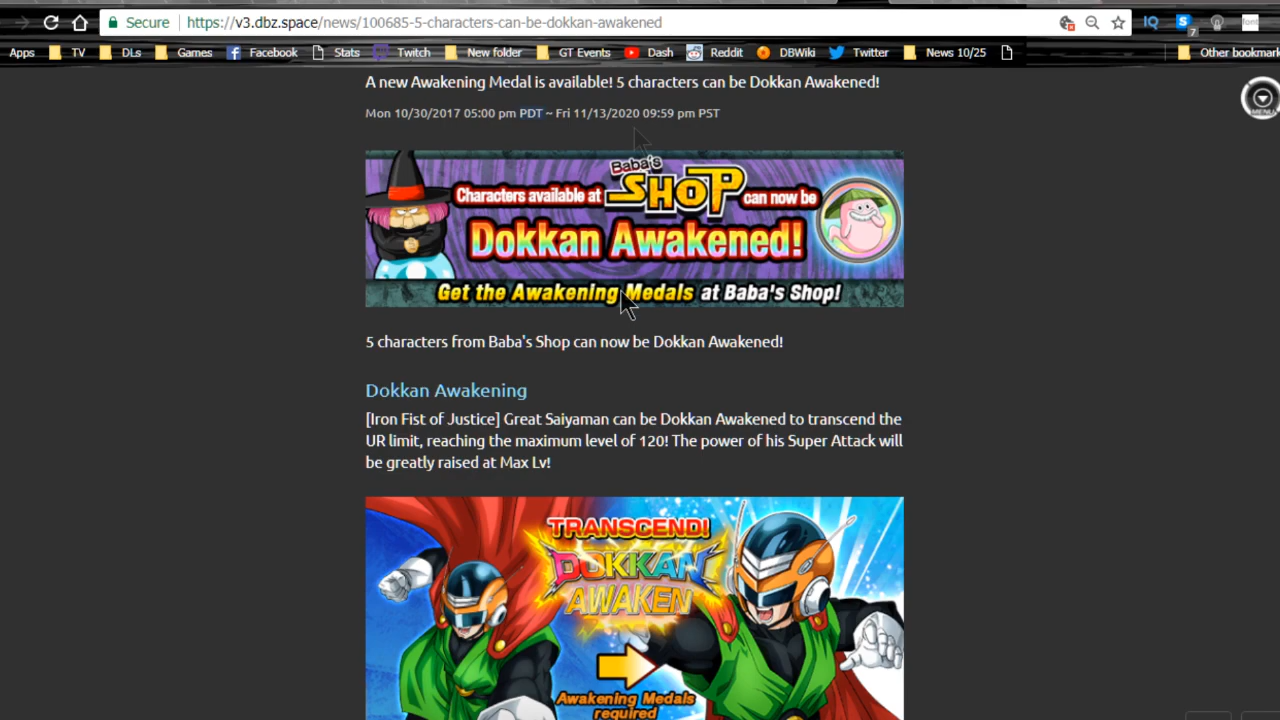 Secure https://v3.dbz.space/news/100685-5-characters-can-be-dokkan-awakened IQ S 7 font
Apps TV DLs Games Facebook Stats Twitch New folder GT Events Dash Reddit DBWiki Twitter News 10/25 Other bookmark
A new Awakening Medal is available! 5 characters can be Dokkan Awakened!
Mon 10/30/2017 05:00 pm PDT ~ Fri 11/13/2020 09:59 pm PST
MENU
Characters available at Baba's SHOP can now be
Dokkan Awakened!
Get the Awakening Medals at Baba's Shop!
5 characters from Baba's Shop can now be Dokkan Awakened!
Dokkan Awakening
[Iron Fist of Justice] Great Saiyaman can be Dokkan Awakened to transcend the
UR limit, reaching the maximum level of 120! The power of his Super Attack will
be greatly raised at Max Lv!
TRANSCEND!
DOKKAN
AWAKEN
Awakening Medals
required